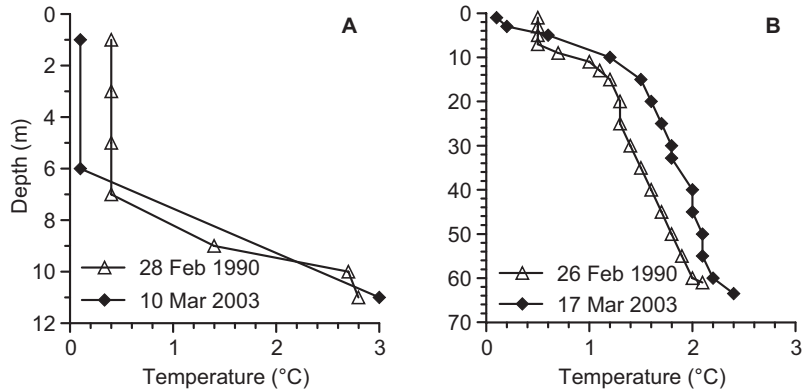 A
0
2
4
6
8
10
12
Depth (m)
28 Feb 1990
10 Mar 2003
0 1 2 3
Temperature (°C)
B
0
10
20
30
40
50
60
70
26 Feb 1990
17 Mar 2003
0 1 2 3
Temperature (°C)